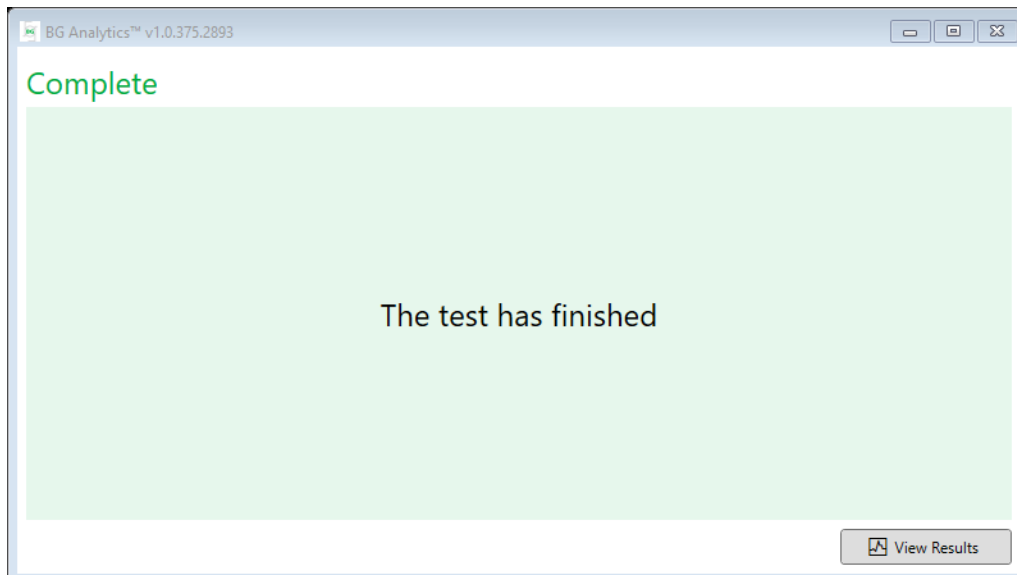 BG Analytics™ v1.0.375.2893
Complete
The test has finished
View Results